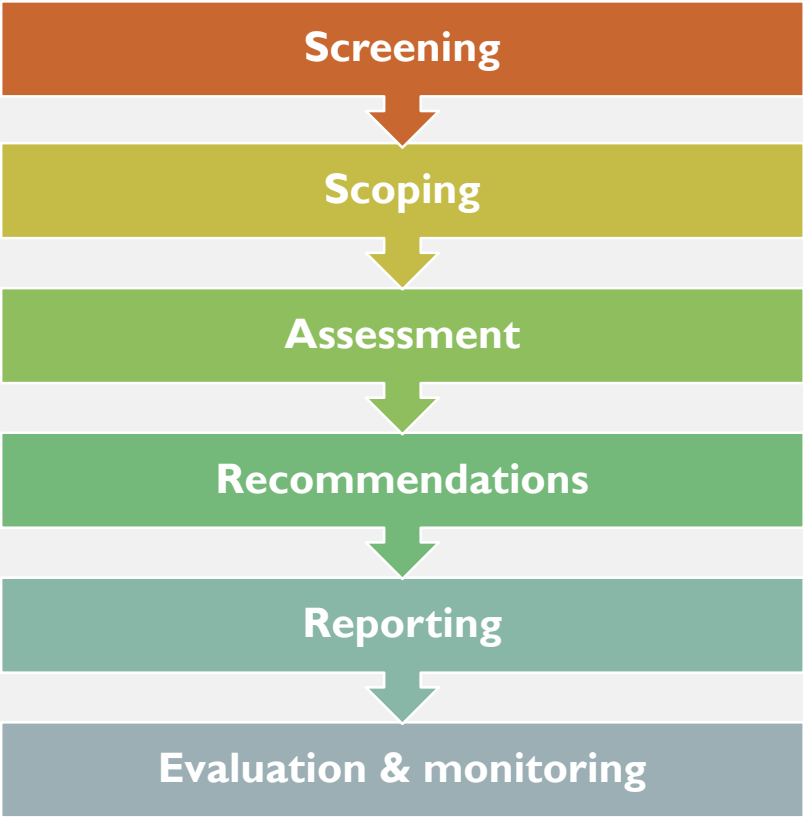 Screening
Scoping
Assessment
Recommendations
Reporting
Evaluation & monitoring